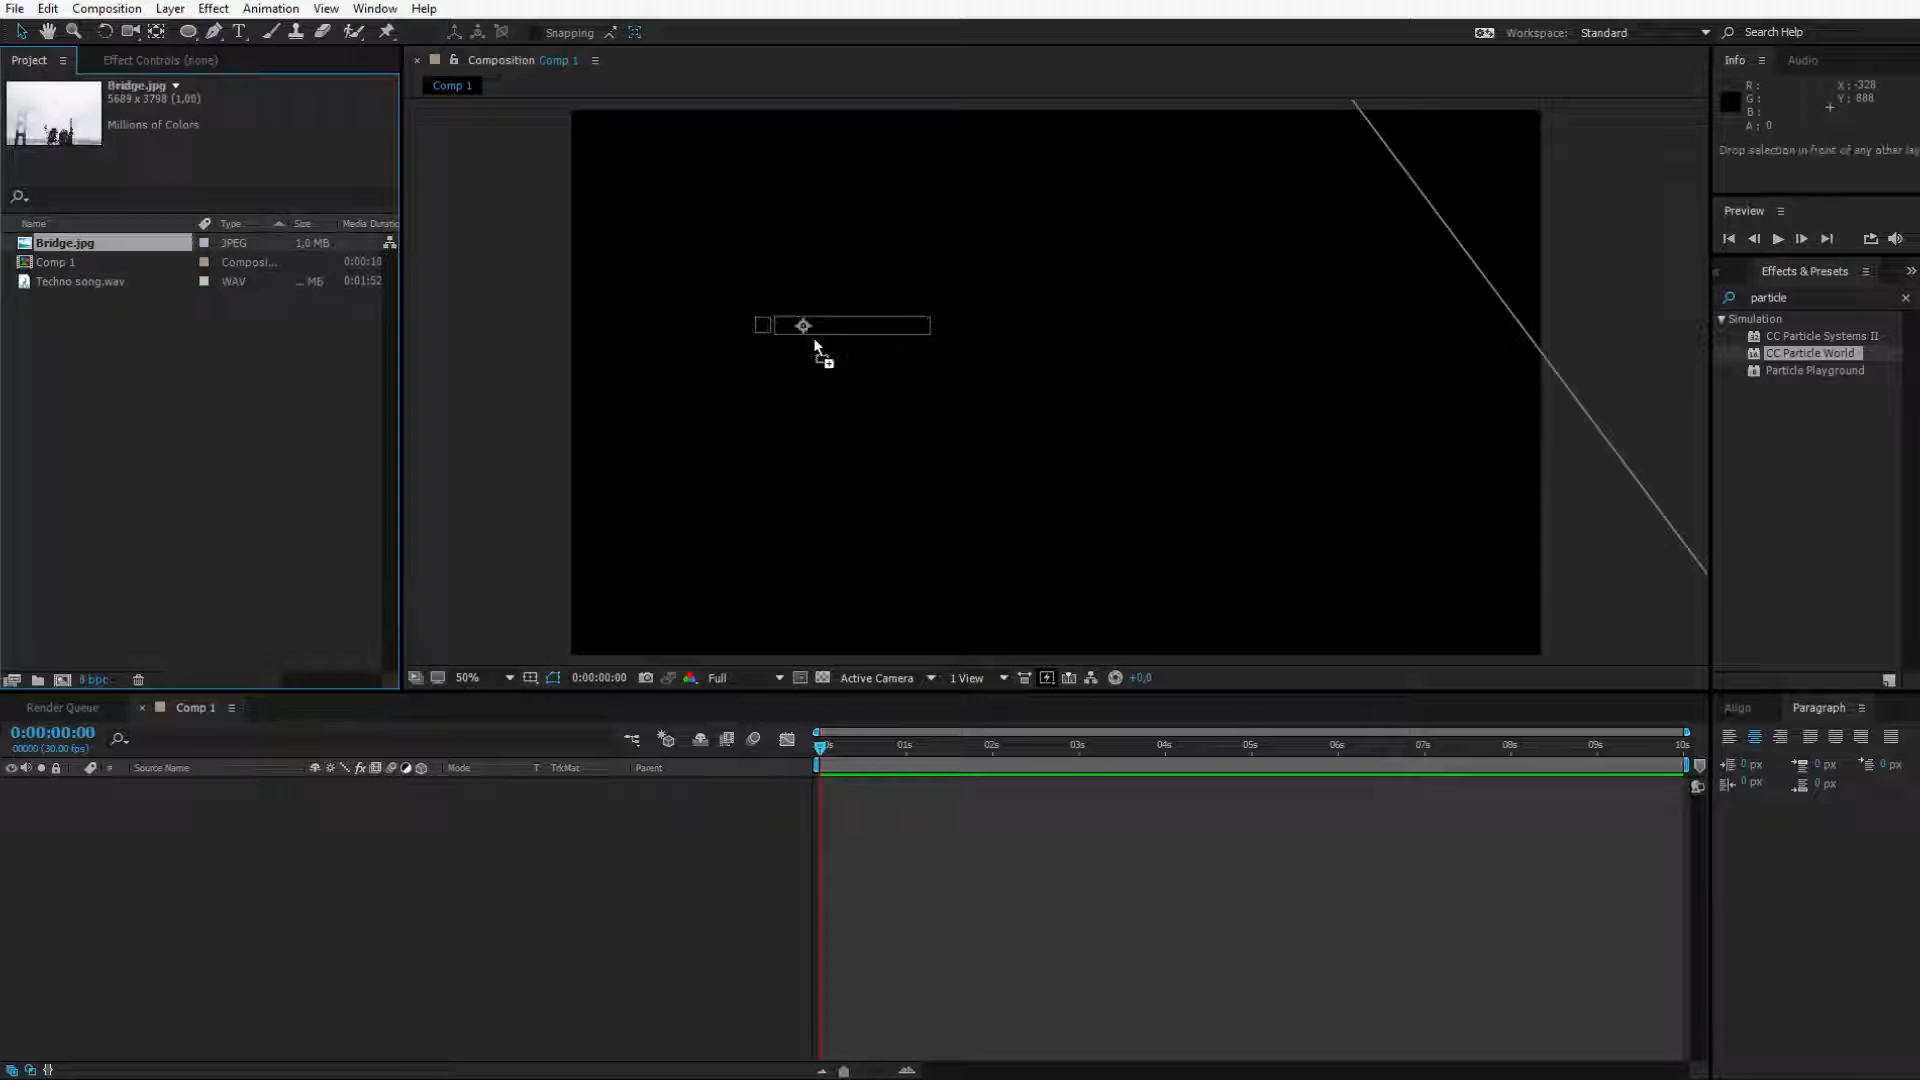 File Edit Composition Layer Effect Animation View Window Help
Snapping Workspace: Standard Search Help
Project Effect Controls (none)
Bridge.jpg
5689 x 3798 (1,00)
Millions of Colors
Name Type Size Media Duratic
Bridge.jpg JPEG 1,0 MB
Comp 1 Composi... 0:00:10
Techno song.wav WAV ... MB 0:01:52
8 bpc
Composition Comp 1
Comp 1
50% 0:00:00:00 Full Active Camera 1 View +0,0
Info Audio
R: X: -328
G: Y: 888
B:
A: 0
Drop selection in front of any other lay
Preview
Effects & Presets
particle
Simulation
CC Particle Systems II
CC Particle World
Particle Playground
Render Queue Comp 1
0:00:00:00
00000 (30.00 fps)
# Source Name fx Mode T TrkMat Parent
01s 02s 03s 04s 05s 06s 07s 08s 09s 10s
Align Paragraph
0 px 0 px 0 px
0 px 0 px